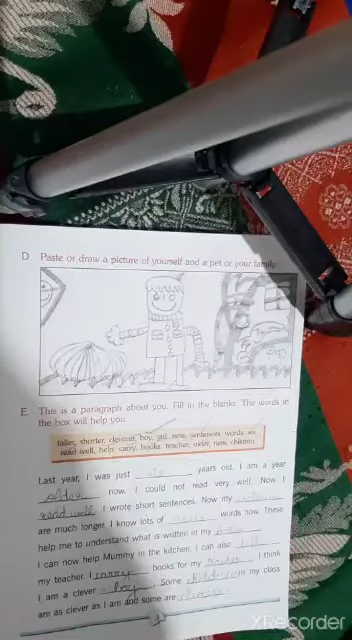 D. Paste or draw a picture of yourself and a pet or your family
E. This is a paragraph about you. Fill in the blanks. The words in
the box will help you.
taller, shorter, cleverer, boy, girl, now, sentences, words, six,
read well, help, carry, books, teacher, older, new, children
Last year, I was just years old. I am a year
older now. I could not read very well. Now I
read well. I wrote short sentences. Now my
are much longer. I know lots of words now. These
help me to understand what is written in my
I can now help Mummy in the kitchen. I can also help
my teacher. I carry books for my teacher. I think
I am a clever boy. Some children in my class
are as clever as I am and some are
3
XRecorder